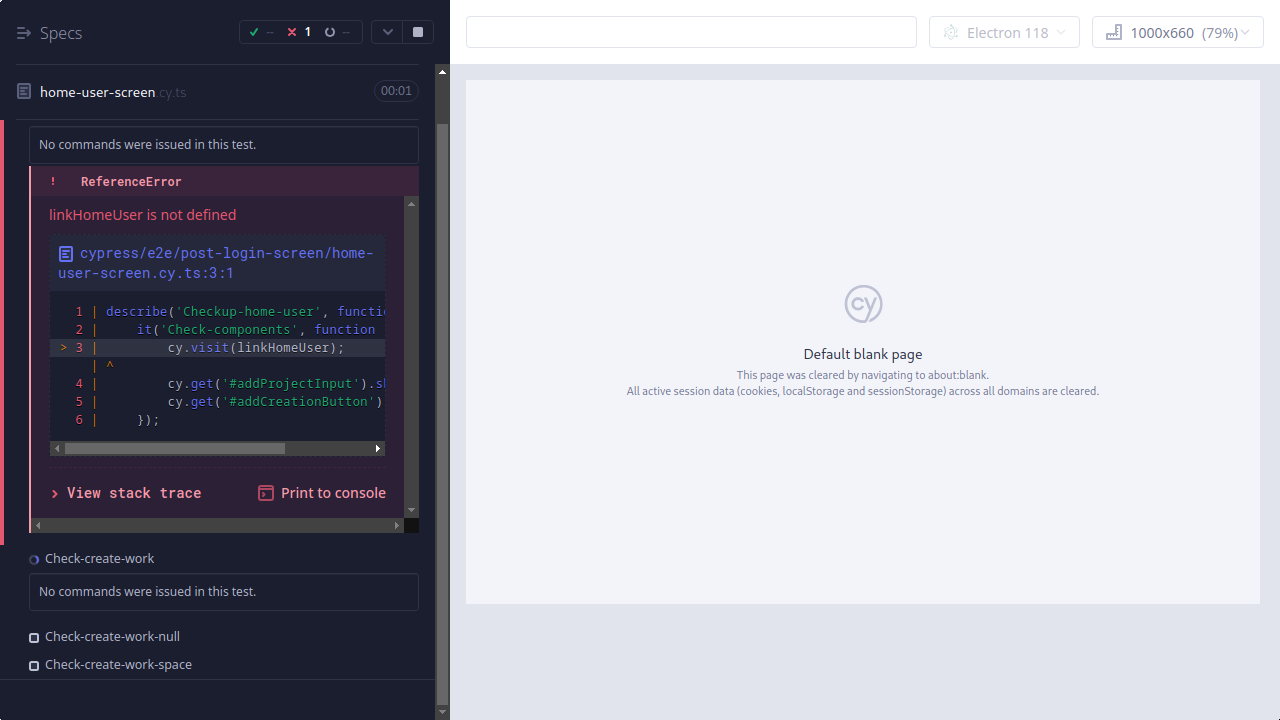 Specs
-- 1 --
home-user-screen.cy.ts 00:01
No commands were issued in this test.
! ReferenceError
linkHomeUser is not defined
cypress/e2e/post-login-screen/home-
user-screen.cy.ts:3:1
1 | describe('Checkup-home-user', functi
2 | it('Check-components', function
> 3 | cy.visit(linkHomeUser);
| ^
4 | cy.get('#addProjectInput').s
5 | cy.get('#addCreationButton')
6 | });
View stack trace
Print to console
Check-create-work
No commands were issued in this test.
Check-create-work-null
Check-create-work-space
Electron 118
1000x660 (79%)
cy
Default blank page
This page was cleared by navigating to about:blank.
All active session data (cookies, localStorage and sessionStorage) across all domains are cleared.